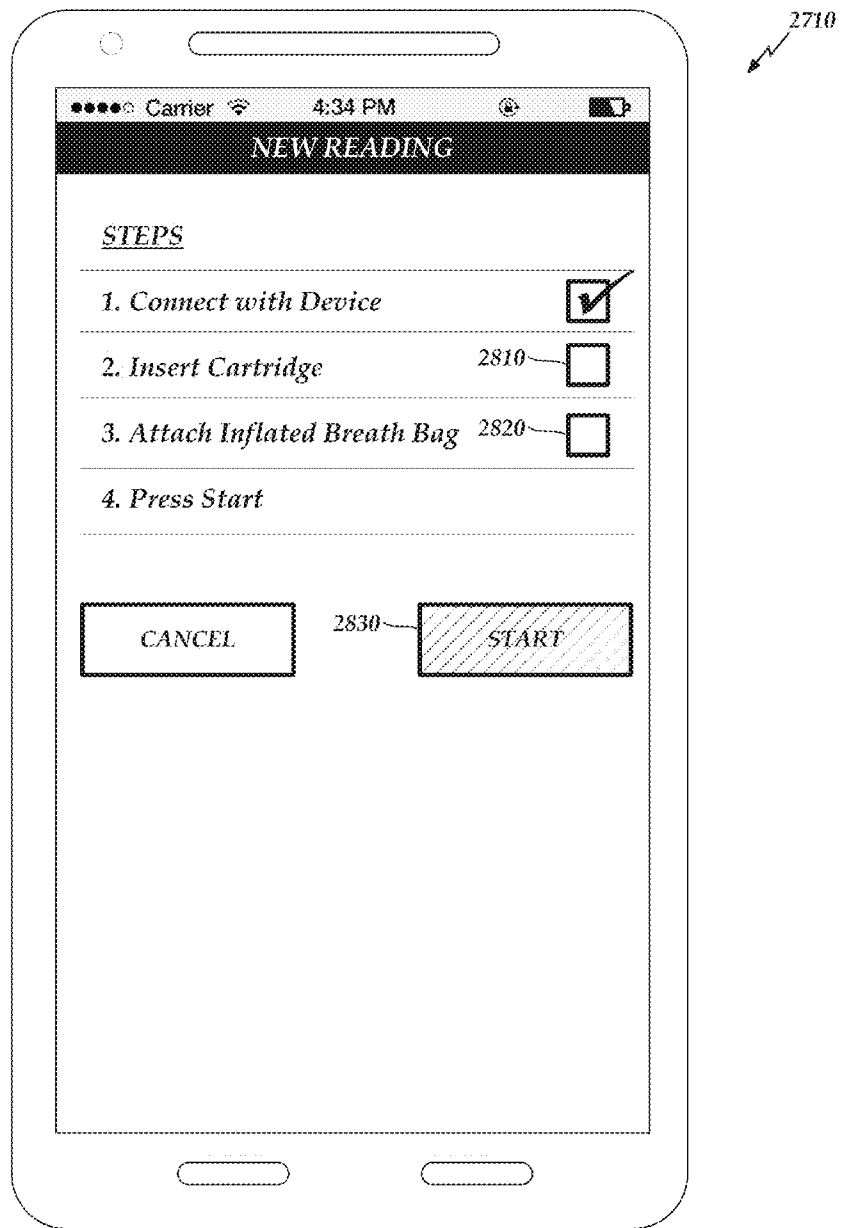 2710
Carrier 4:34 PM
NEW READING
STEPS
1. Connect with Device
2. Insert Cartridge 2810
3. Attach Inflated Breath Bag 2820
4. Press Start
CANCEL 2830 START